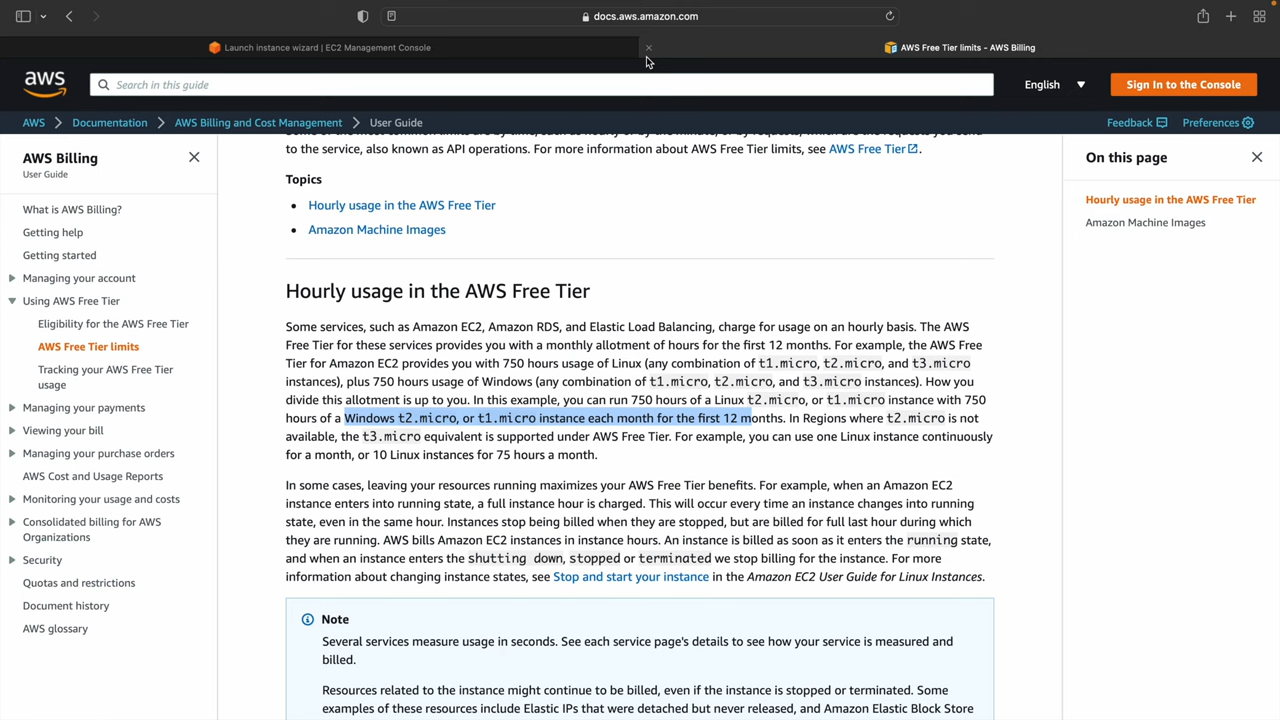 docs.aws.amazon.com
Launch instance wizard | EC2 Management Console
AWS Free Tier limits - AWS Billing
aws
Search in this guide
English
Sign In to the Console
AWS
Documentation
AWS Billing and Cost Management
User Guide
Feedback
Preferences
AWS Billing
User Guide
What is AWS Billing?
Getting help
Getting started
Managing your account
Using AWS Free Tier
Eligibility for the AWS Free Tier
AWS Free Tier limits
Tracking your AWS Free Tier
usage
Managing your payments
Viewing your bill
Managing your purchase orders
AWS Cost and Usage Reports
Monitoring your usage and costs
Consolidated billing for AWS
Organizations
Security
Quotas and restrictions
Document history
AWS glossary
to the service, also known as API operations. For more information about AWS Free Tier limits, see AWS Free Tier.
Topics
• Hourly usage in the AWS Free Tier
• Amazon Machine Images
Hourly usage in the AWS Free Tier
Some services, such as Amazon EC2, Amazon RDS, and Elastic Load Balancing, charge for usage on an hourly basis. The AWS
Free Tier for these services provides you with a monthly allotment of hours for the first 12 months. For example, the AWS Free
Tier for Amazon EC2 provides you with 750 hours usage of Linux (any combination of t1.micro, t2.micro, and t3.micro
instances), plus 750 hours usage of Windows (any combination of t1.micro, t2.micro, and t3.micro instances). How you
divide this allotment is up to you. In this example, you can run 750 hours of a Linux t2.micro, or t1.micro instance with 750
hours of a Windows t2.micro, or t1.micro instance each month for the first 12 months. In Regions where t2.micro is not
available, the t3.micro equivalent is supported under AWS Free Tier. For example, you can use one Linux instance continuously
for a month, or 10 Linux instances for 75 hours a month.
In some cases, leaving your resources running maximizes your AWS Free Tier benefits. For example, when an Amazon EC2
instance enters into running state, a full instance hour is charged. This will occur every time an instance changes into running
state, even in the same hour. Instances stop being billed when they are stopped, but are billed for full last hour during which
they are running. AWS bills Amazon EC2 instances in instance hours. An instance is billed as soon as it enters the running state,
and when an instance enters the shutting down, stopped or terminated we stop billing for the instance. For more
information about changing instance states, see Stop and start your instance in the Amazon EC2 User Guide for Linux Instances.
Note
Several services measure usage in seconds. See each service page's details to see how your service is measured and
billed.
Resources related to the instance might continue to be billed, even if the instance is stopped or terminated. Some
examples of these resources include Elastic IPs that were detached but never released, and Amazon Elastic Block Store
On this page
Hourly usage in the AWS Free Tier
Amazon Machine Images